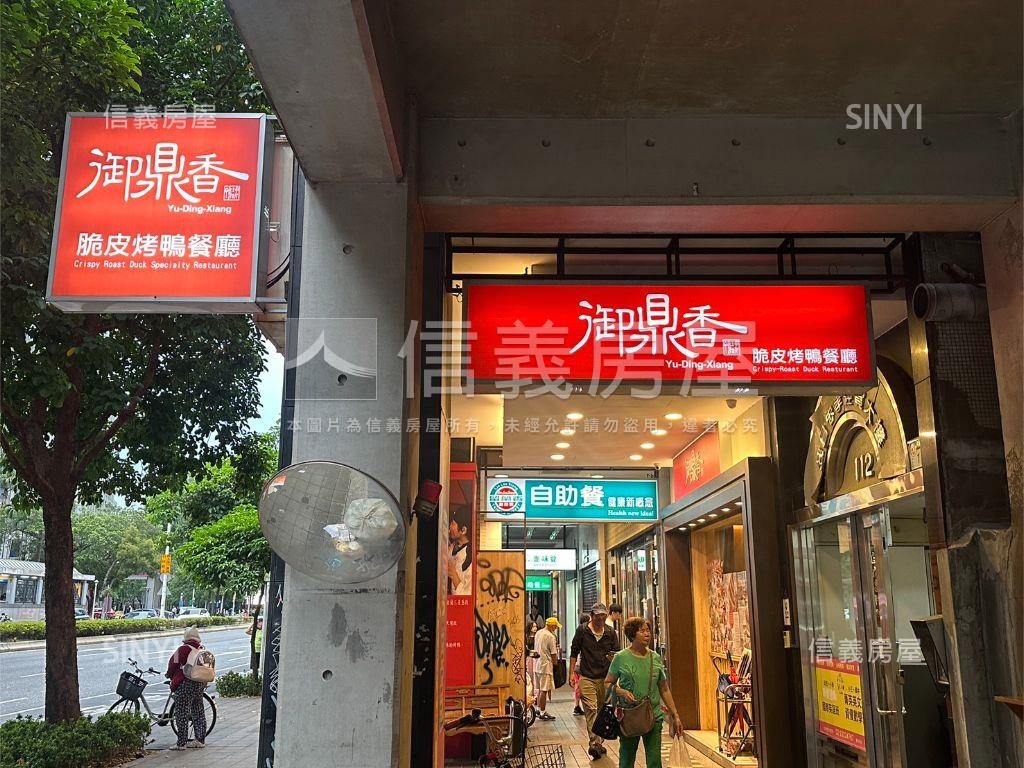 信義房屋
SINYI
御鼎香
Yu-Ding-Xiang
脆皮烤鴨餐廳
Crispy Roast Duck Specialty Restaurant
御鼎香
Yu-Ding-Xiang
脆皮烤鴨餐廳
Crispy-Roast Duck Restaurant
信義房屋
本圖片為信義房屋所有，未經允許請勿盜用，違者必究
自助餐
健康新概念
Health new idea!
112
SINYI
信義房屋